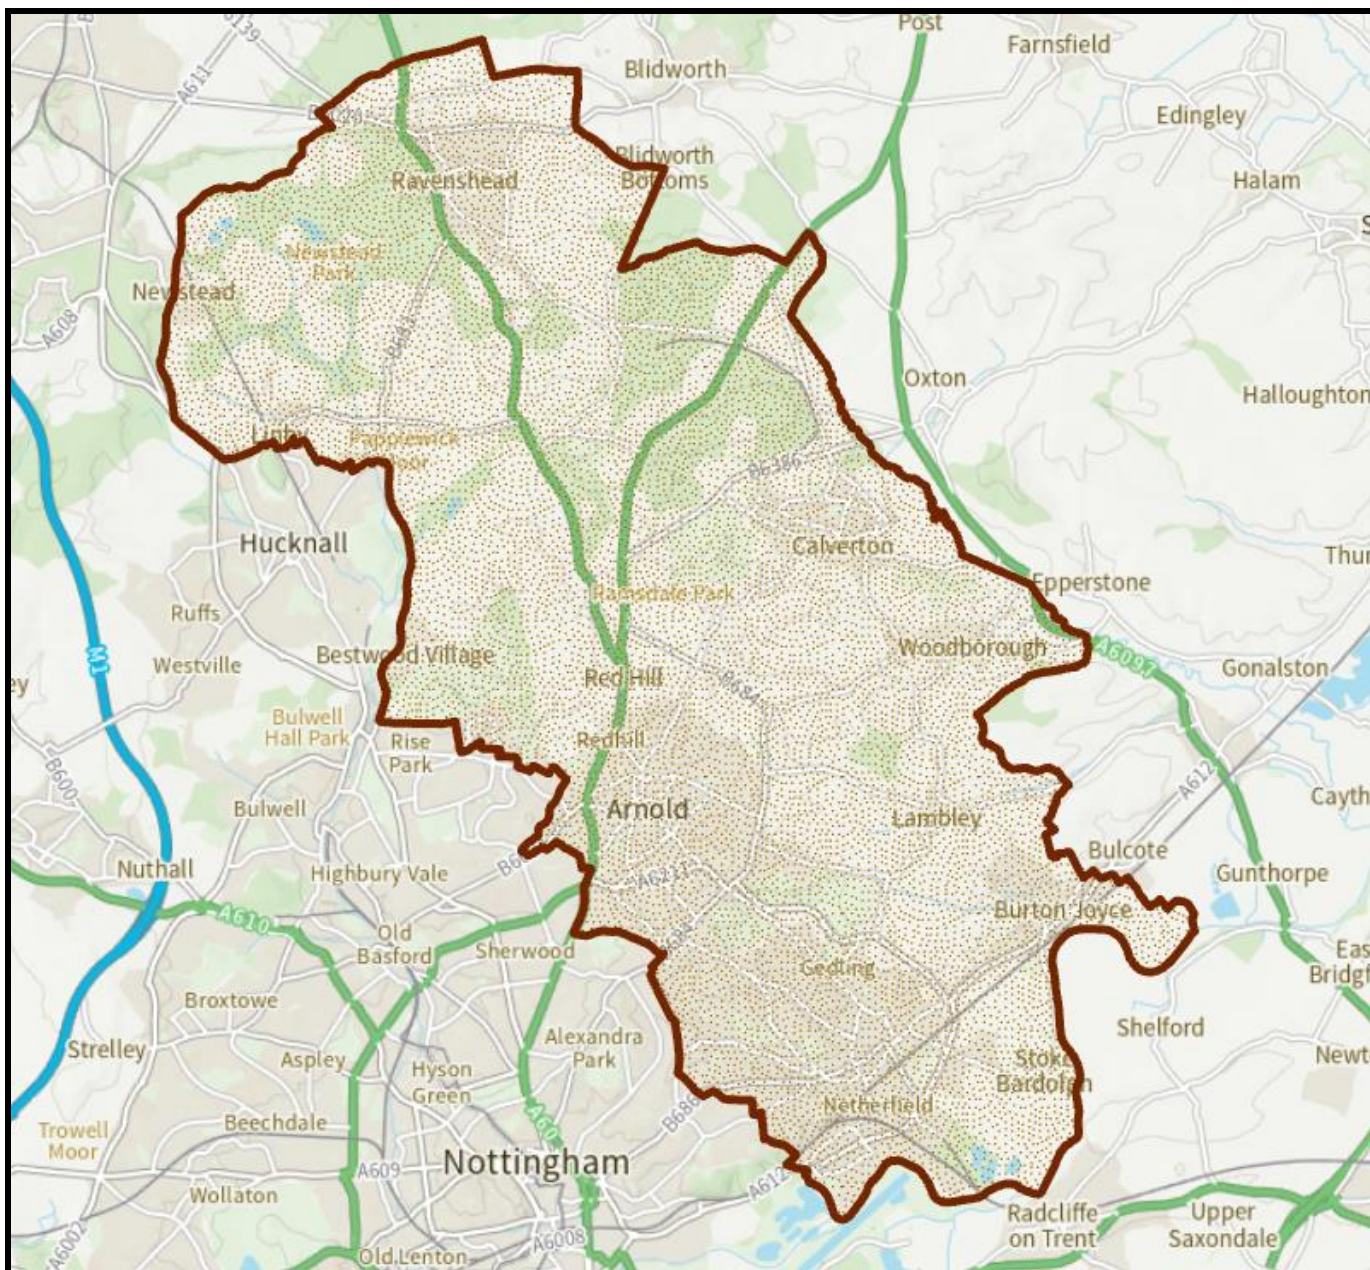 Post
Farnsfield
Blidworth
A611
Edingley
Blidworth
Bottoms
Ravenshead
Halam
Newstead
Park
Newstead
A608
Oxton
Halloughton
Linby
Papplewick
Moor
B6386
Hucknall
Calverton
Epperstone
Ramsdale Park
Ruffs
Woodborough
Bestwood Village
Westville
M1
A6097
Gonalston
Red Hill
B684
Bulwell
Hall Park
Rise
Park
Redhill
B600
A612
Bulwell
Arnold
Lambley
Bulcote
Nuthall
Highbury Vale
A6211
Gunthorpe
A610
Burton Joyce
Old
Basford
Sherwood
B684
Gedling
Broxtowe
Shelford
Strelley
Aspley
Alexandra
Park
Hyson
Green
Stoke
Bardolph
Beechdale
A60
B686
Netherfield
Trowell
Moor
Nottingham
A609
A612
Wollaton
Radcliffe
on Trent
Upper
Saxondale
A6002
Old Lenton
A6008